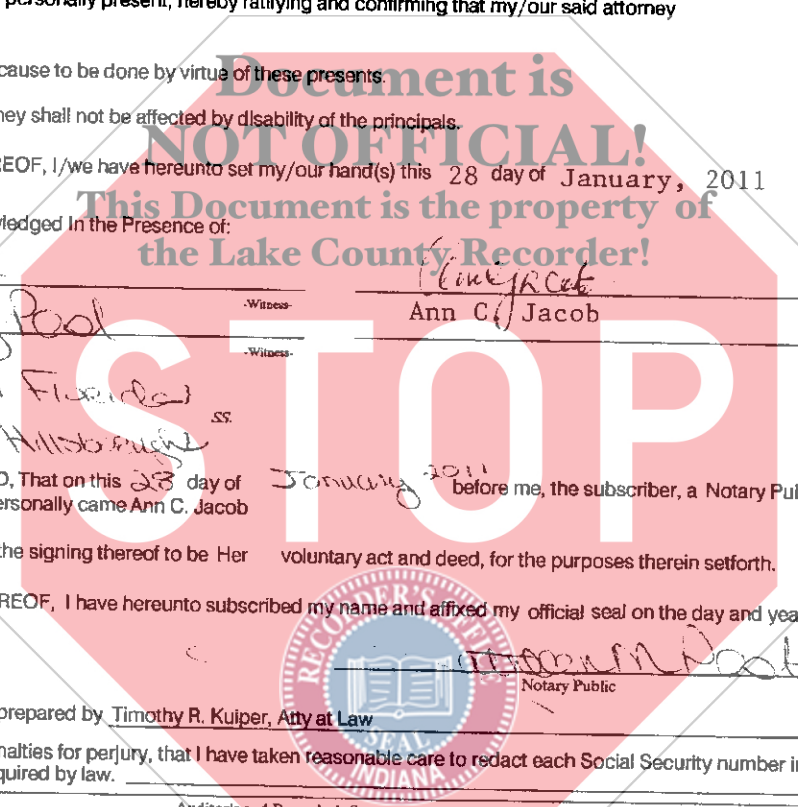 personally present, hereby ratifying and confirming that my/our said attorney
cause to be done by virtue of these presents.
Document is
ney shall not be affected by disability of the principals.
NOT OFFICIAL!
EOF, I/we have hereunto set my/our hand(s) this 28 day of January, 2011
This Document is the property of
ledged In the Presence of:
the Lake County Recorder!
-Witness-
Ann C. Jacob
Pool
-Witness-
STOP
Florida
SS.
Hillsborough
, That on this 28 day of January 2011 before me, the subscriber, a Notary Pul
ersonally came Ann C. Jacob
the signing thereof to be Her voluntary act and deed, for the purposes therein setforth.
REOF, I have hereunto subscribed my name and affixed my official seal on the day and yea
RECORDER'S OFFICE
Notary Public
prepared by Timothy R. Kuiper, Atty at Law
SEAL
nalties for perjury, that I have taken reasonable care to redact each Social Security number in
quired by law.
INDIANA